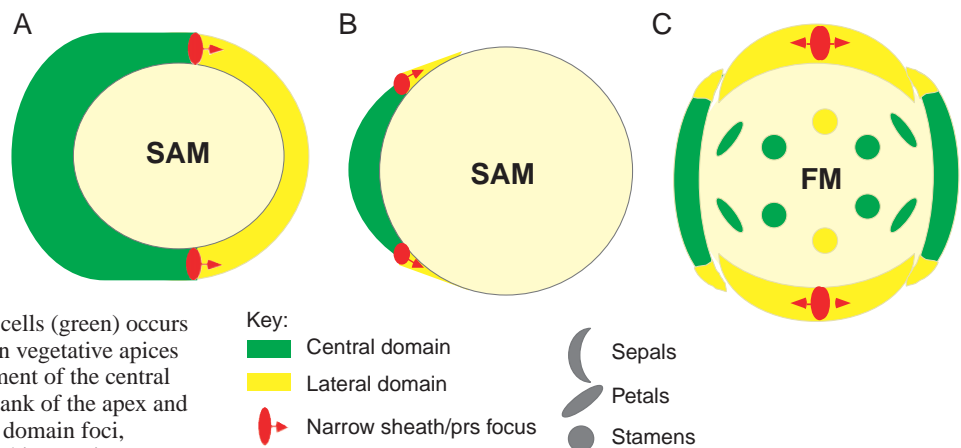 A
B
C
SAM
SAM
FM
cells (green) occurs
n vegetative apices
ment of the central
ank of the apex and
domain foci,
Key:
Central domain
Lateral domain
Narrow sheath/prs focus
Sepals
Petals
Stamens